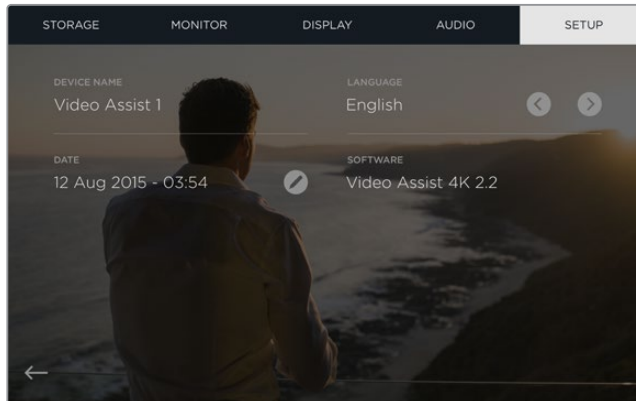 STORAGE MONITOR DISPLAY AUDIO SETUP
DEVICE NAME LANGUAGE
Video Assist 1 English
DATE SOFTWARE
12 Aug 2015 - 03:54 Video Assist 4K 2.2